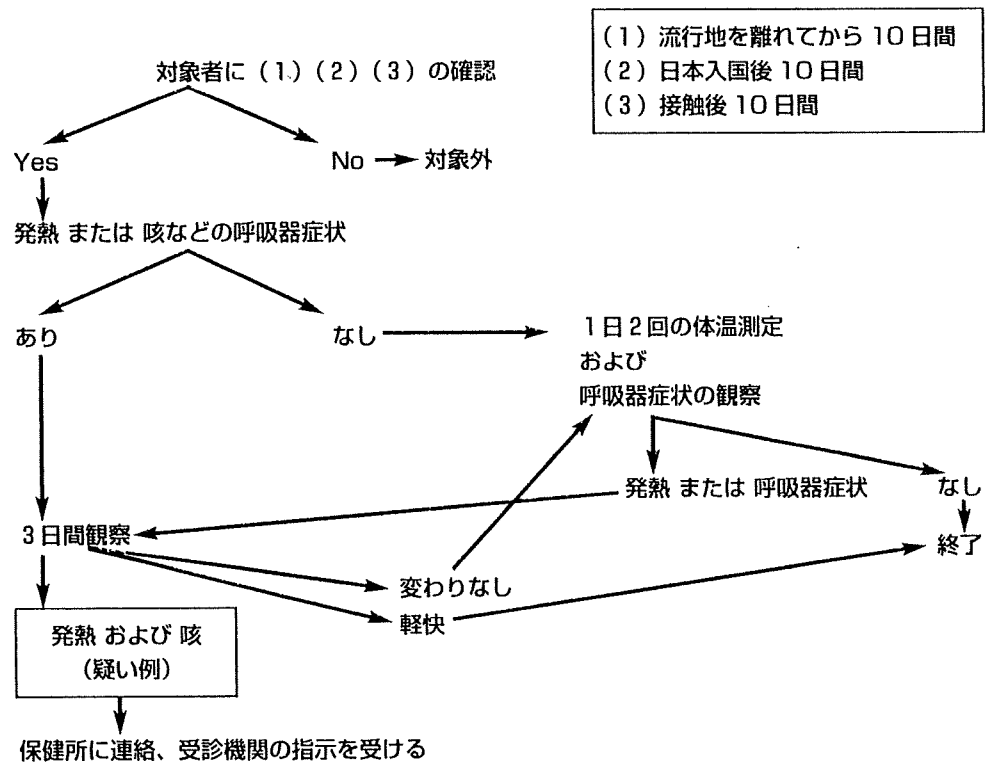 (1) 流行地を離れてから 10 日間
(2) 日本入国後 10 日間
(3) 接触後 10 日間
対象者に (1) (2) (3) の確認
Yes
No
対象外
発熱 または 咳などの呼吸器症状
あり
なし
1日2回の体温測定
および
呼吸器症状の観察
発熱 または 呼吸器症状
なし
3日間観察
終了
変わりなし
軽快
発熱 および 咳
(疑い例)
保健所に連絡、受診機関の指示を受ける